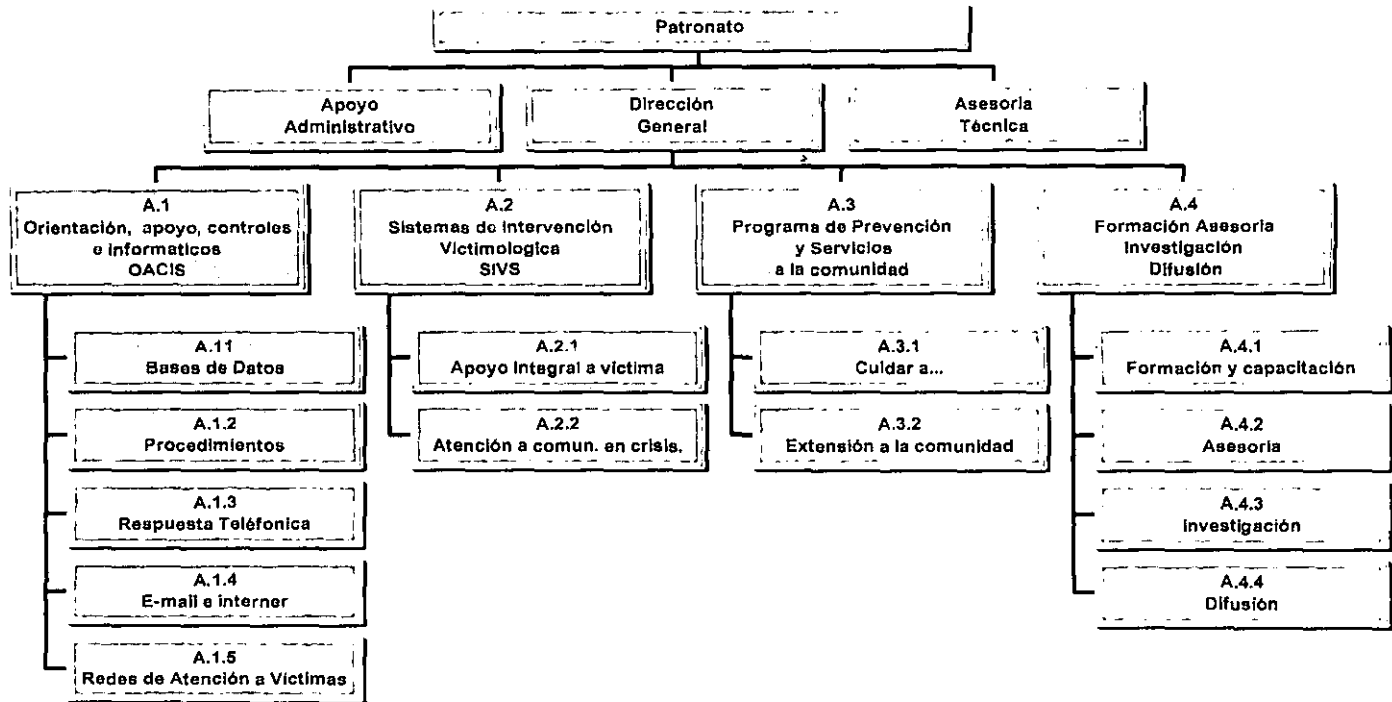 Patronato
Apoyo
Administrativo
Dirección
General
Asesoria
Técnica
A.1
Orientación, apoyo, controles
e informaticos
OACIS
A.2
Sistemas de Intervención
Victimologica
SIVS
A.3
Programa de Prevención
y Servicios
a la comunidad
A.4
Formación Asesoria
Investigación
Difusión
A.11
Bases de Datos
A.1.2
Procedimientos
A.1.3
Respuesta Teléfonica
A.1.4
E-mail e interner
A.1.5
Redes de Atención a Victimas
A.2.1
Apoyo Integral a victima
A.2.2
Atención a comun. en crisis.
A.3.1
Cuidar a...
A.3.2
Extensión a la comunidad
A.4.1
Formación y capacitación
A.4.2
Asesoria
A.4.3
Investigación
A.4.4
Difusión